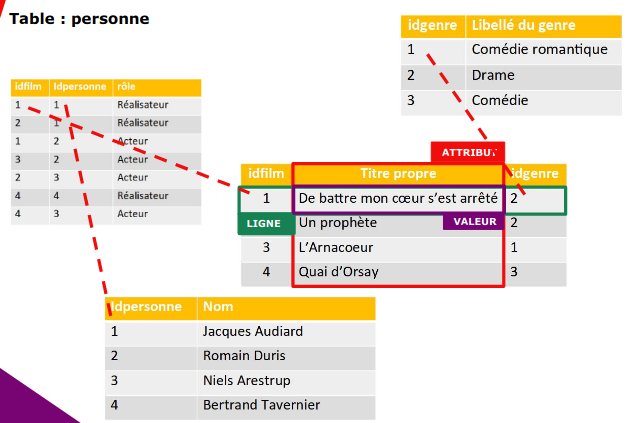 Table : personne
idgenre Libellé du genre
1 Comédie romantique
2 Drame
3 Comédie
idfilm Idpersonne rôle
1 1 Réalisateur
2 1 Réalisateur
1 2 Acteur
3 2 Acteur
2 3 Acteur
4 4 Réalisateur
4 3 Acteur
ATTRIBUT
idfilm Titre propre idgenre
1 De battre mon cœur s’est arrêté 2
LIGNE Un prophète VALEUR 2
3 L’Arnacoeur 1
4 Quai d’Orsay 3
Idpersonne Nom
1 Jacques Audiard
2 Romain Duris
3 Niels Arestrup
4 Bertrand Tavernier